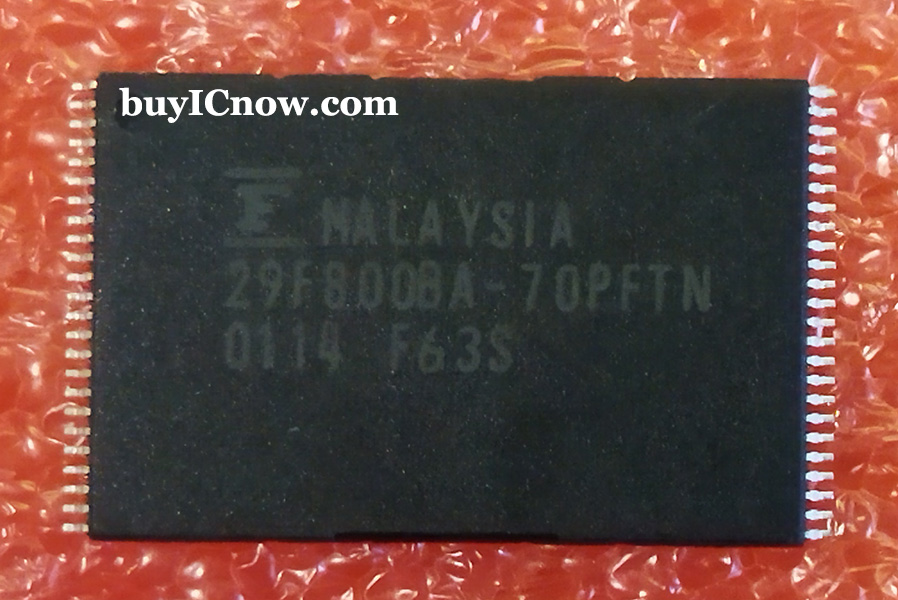 buyICnow.com
MALAYSIA
29F800BA-70PFTN
0114 F63S